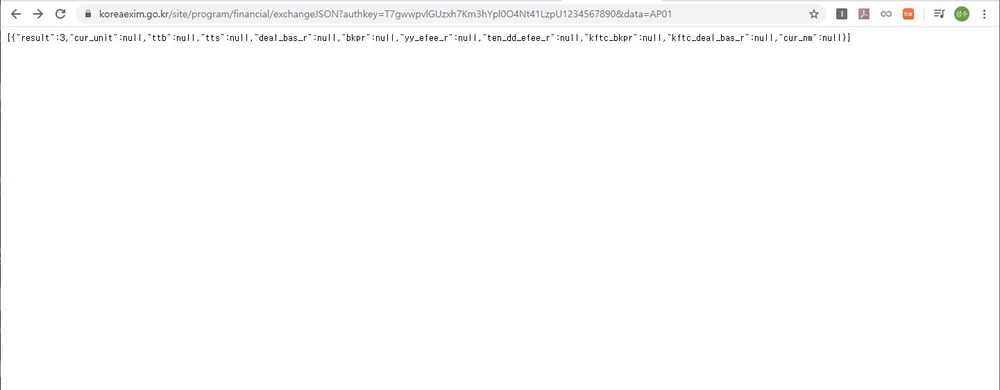 koreaexim.go.kr/site/program/financial/exchangeJSON?authkey=T7gwwpvlGUzxh7Km3hYpl0O4Nt41LzpU1234567890&data=AP01
성수
[{"result":3,"cur_unit":null,"ttb":null,"tts":null,"deal_bas_r":null,"bkpr":null,"yy_efee_r":null,"ten_dd_efee_r":null,"kftc_bkpr":null,"kftc_deal_bas_r":null,"cur_nm":null}]